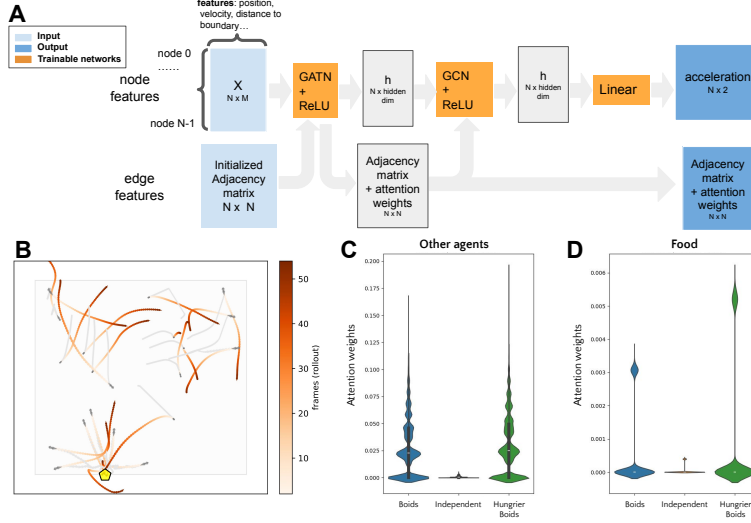 A
features: position,
velocity, distance to
boundary…
Input
Output
Trainable networks
node 0
......
node
features
node N-1
X
N x M
GATN
+
ReLU
h
N x hidden
dim
GCN
+
ReLU
h
N x hidden
dim
Linear
acceleration
N x 2
edge
features
Initialized
Adjacency
matrix
N x N
Adjacency
matrix
+ attention
weights
N x N
Adjacency
matrix
+ attention
weights
N x N
B
50
40
30
20
10
frames (rollout)
C
Other agents
Attention weights
0.200
0.175
0.150
0.125
0.100
0.075
0.050
0.025
0.000
Boids
Independent
Hungrier
Boids
D
Food
Attention weights
0.006
0.005
0.004
0.003
0.002
0.001
0.000
Boids
Independent
Hungrier
Boids